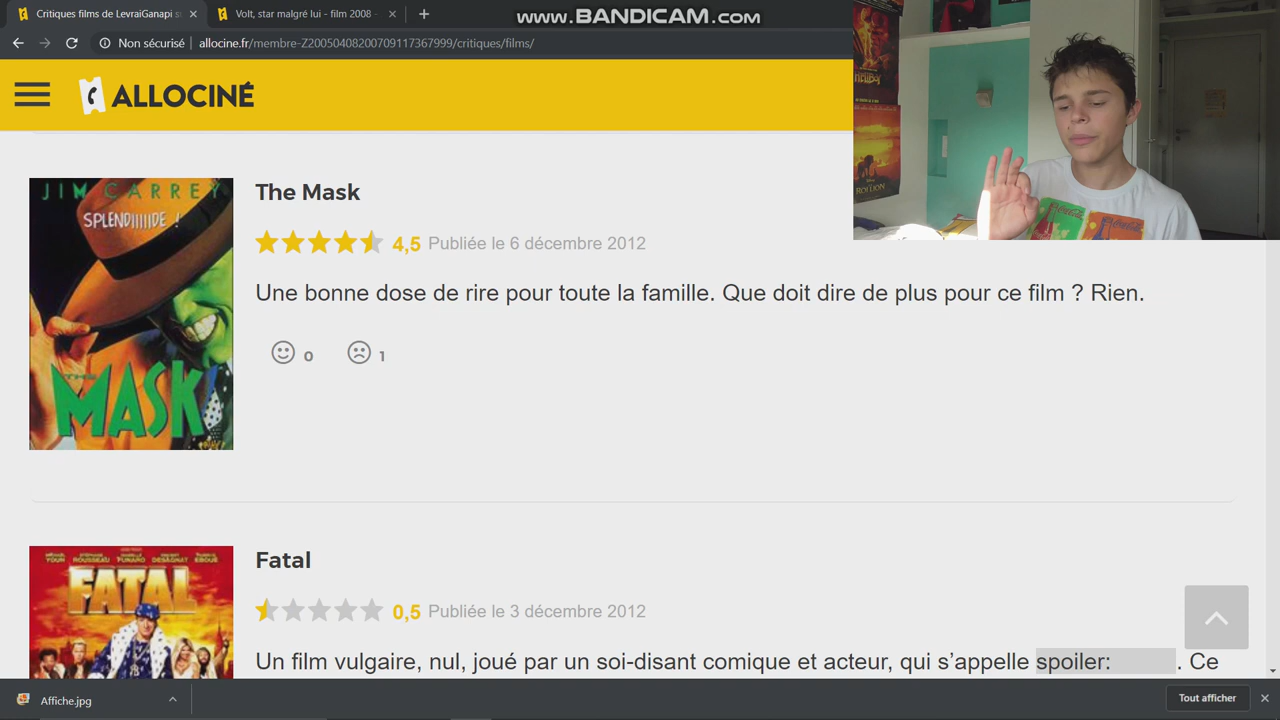 Critiques films de LevraiGanapi s
Volt, star malgré lui - film 2008 -
www.BANDICAM.com
Non sécurisé
allocine.fr/membre-Z20050408200709117367999/critiques/films/
ALLOCINÉ
HELLBOY
JIM CARREY
SPLENDIIIIIDE !
THE
MASK
The Mask
4,5 Publiée le 6 décembre 2012
Une bonne dose de rire pour toute la famille. Que doit dire de plus pour ce film ? Rien.
0
1
FATAL
Fatal
0,5 Publiée le 3 décembre 2012
Un film vulgaire, nul, joué par un soi-disant comique et acteur, qui s'appelle spoiler: . Ce
Affiche.jpg
Tout afficher